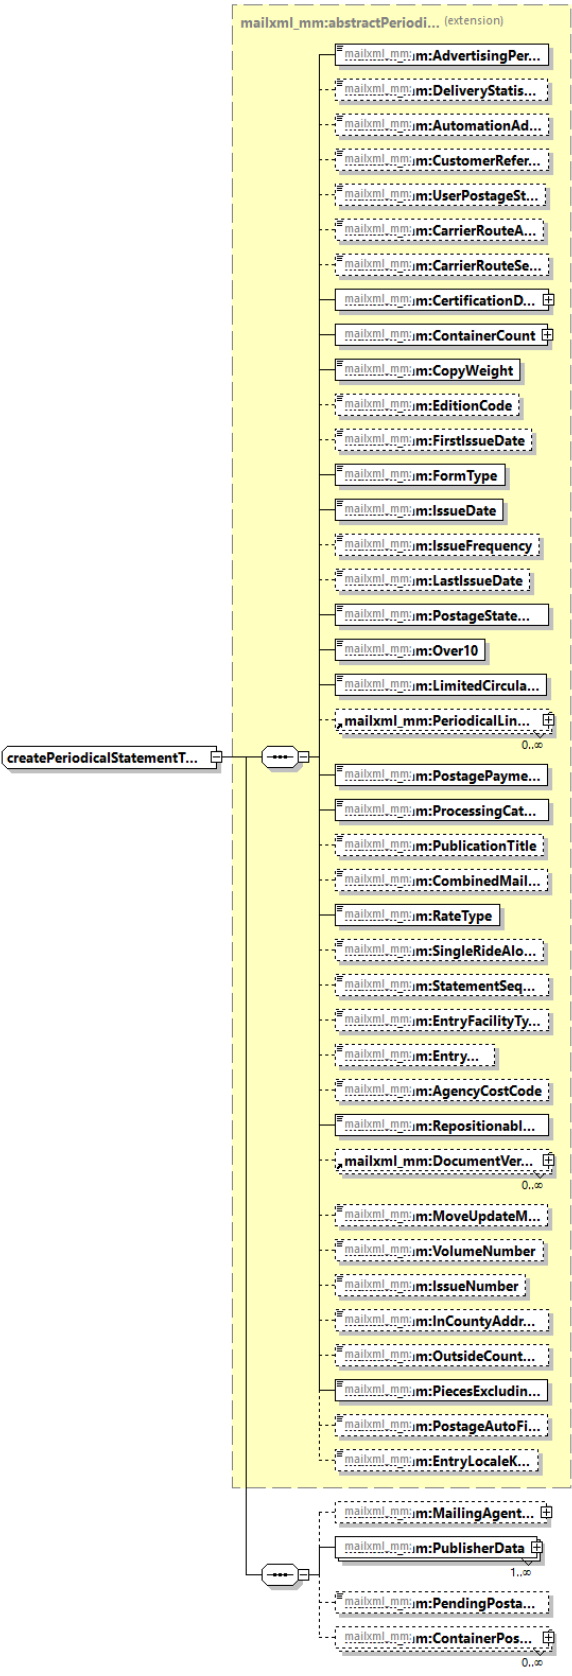 mailxml_mm:abstractPeriodi... (extension)
mailxml_mm:AdvertisingPer...
mailxml_mm:DeliveryStatis...
mailxml_mm:AutomationAd...
mailxml_mm:CustomerRefer...
mailxml_mm:UserPostageSt...
mailxml_mm:CarrierRouteA...
mailxml_mm:CarrierRouteSe...
mailxml_mm:CertificationD...
mailxml_mm:ContainerCount
mailxml_mm:CopyWeight
mailxml_mm:EditionCode
mailxml_mm:FirstIssueDate
mailxml_mm:FormType
mailxml_mm:IssueDate
mailxml_mm:IssueFrequency
mailxml_mm:LastIssueDate
mailxml_mm:PostageState...
mailxml_mm:Over10
mailxml_mm:LimitedCircula...
mailxml_mm:PeriodicalLin...
0..∞
createPeriodicalStatementT...
mailxml_mm:PostagePayme...
mailxml_mm:ProcessingCat...
mailxml_mm:PublicationTitle
mailxml_mm:CombinedMail...
mailxml_mm:RateType
mailxml_mm:SingleRideAlo...
mailxml_mm:StatementSeq...
mailxml_mm:EntryFacilityTy...
mailxml_mm:Entry...
mailxml_mm:AgencyCostCode
mailxml_mm:Repositionabl...
mailxml_mm:DocumentVer...
0..∞
mailxml_mm:MoveUpdateM...
mailxml_mm:VolumeNumber
mailxml_mm:IssueNumber
mailxml_mm:InCountyAddr...
mailxml_mm:OutsideCount...
mailxml_mm:PiecesExcludin...
mailxml_mm:PostageAutoFi...
mailxml_mm:EntryLocaleK...
mailxml_mm:MailingAgent...
mailxml_mm:PublisherData
1..∞
mailxml_mm:PendingPosta...
mailxml_mm:ContainerPos...
0..∞